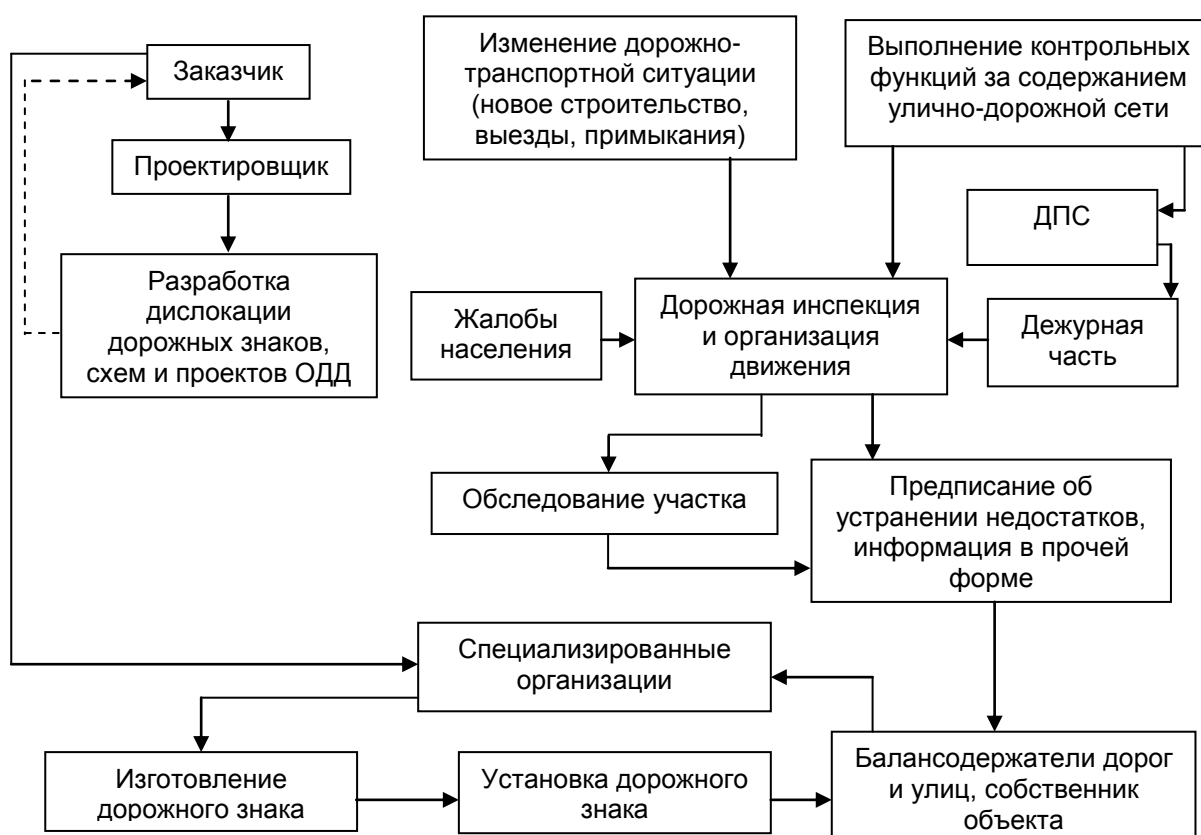 Заказчик
Проектировщик
Разработка
дислокации
дорожных знаков,
схем и проектов ОДД
Изменение дорожно-
транспортной ситуации
(новое строительство,
выезды, примыкания)
Выполнение контрольных
функций за содержанием
улично-дорожной сети
ДПС
Жалобы
населения
Дорожная инспекция
и организация
движения
Дежурная
часть
Обследование участка
Предписание об
устранении недостатков,
информация в прочей
форме
Специализированные
организации
Изготовление
дорожного знака
Установка дорожного
знака
Балансодержатели дорог
и улиц, собственник
объекта